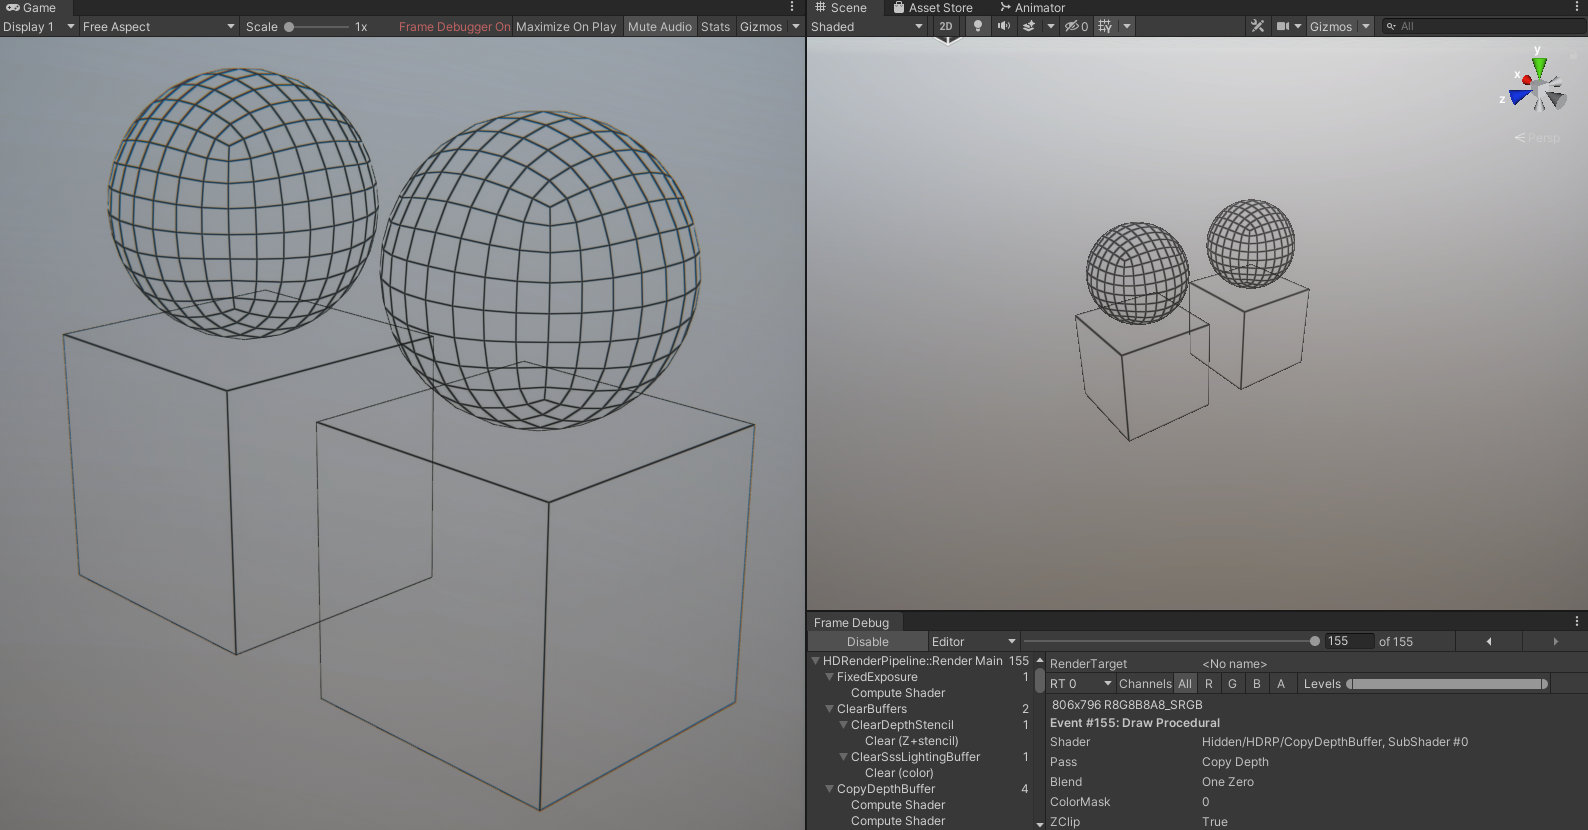 Game
Display 1 Free Aspect Scale 1x Frame Debugger On Maximize On Play Mute Audio Stats Gizmos
Scene Asset Store Animator
Shaded 2D 0 Gizmos All
y
x
z
Persp
Frame Debug
Disable Editor 155 of 155
HDRenderPipeline::Render Main 155
FixedExposure 1
Compute Shader
ClearBuffers 2
ClearDepthStencil 1
Clear (Z+stencil)
ClearSssLightingBuffer 1
Clear (color)
CopyDepthBuffer 4
Compute Shader
Compute Shader
RenderTarget <No name>
RT 0 Channels All R G B A Levels
806x796 R8G8B8A8_SRGB
Event #155: Draw Procedural
Shader Hidden/HDRP/CopyDepthBuffer, SubShader #0
Pass Copy Depth
Blend One Zero
ColorMask 0
ZClip True